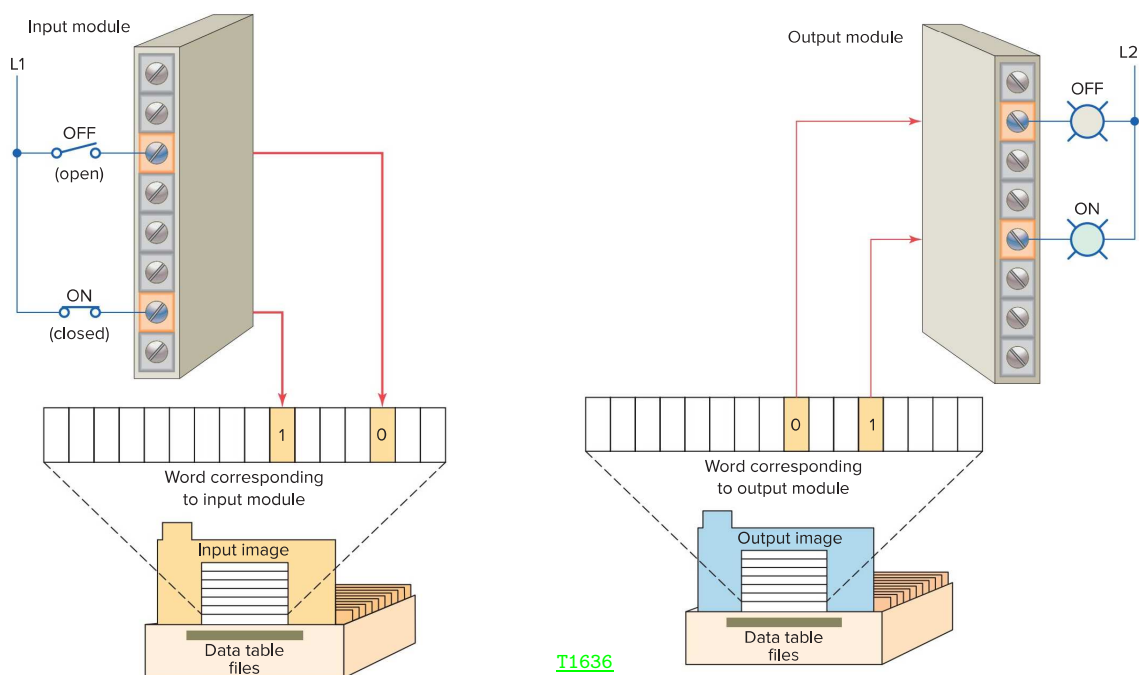 Input module
L1
OFF
(open)
ON
(closed)
1
0
Word corresponding
to input module
Input image
Data table
files
Output module
L2
OFF
ON
0
1
Word corresponding
to output module
Output image
Data table
files
T1636